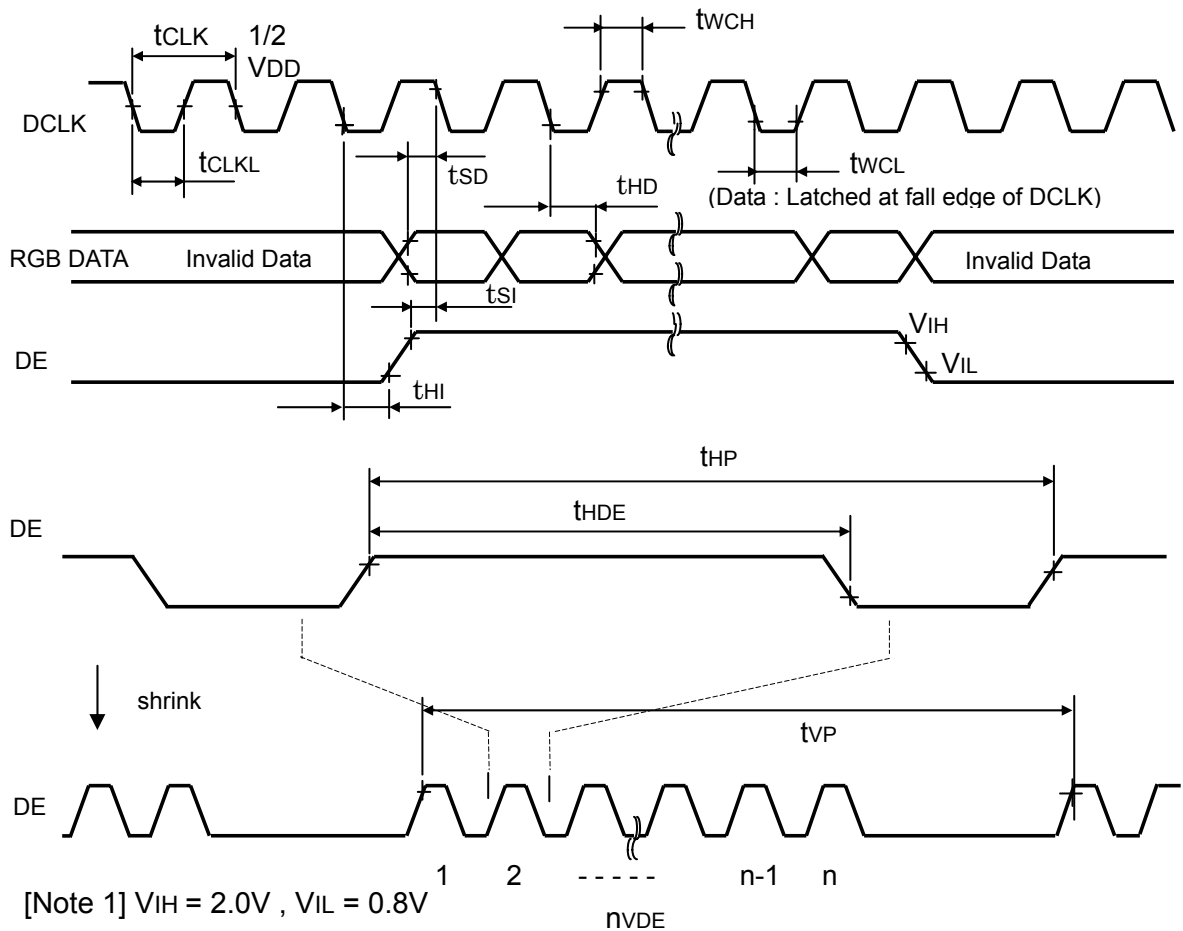 tCLK
1/2
VDD
tWCH
DCLK
tCLKL
tSD
tHD
tWCL
(Data : Latched at fall edge of DCLK)
RGB DATA
Invalid Data
Invalid Data
tSI
DE
VIH
VIL
tHI
tHP
tHDE
DE
shrink
tVP
DE
1 2 - - - - - n-1 n
[Note 1] VIH = 2.0V , VIL = 0.8V
nVDE